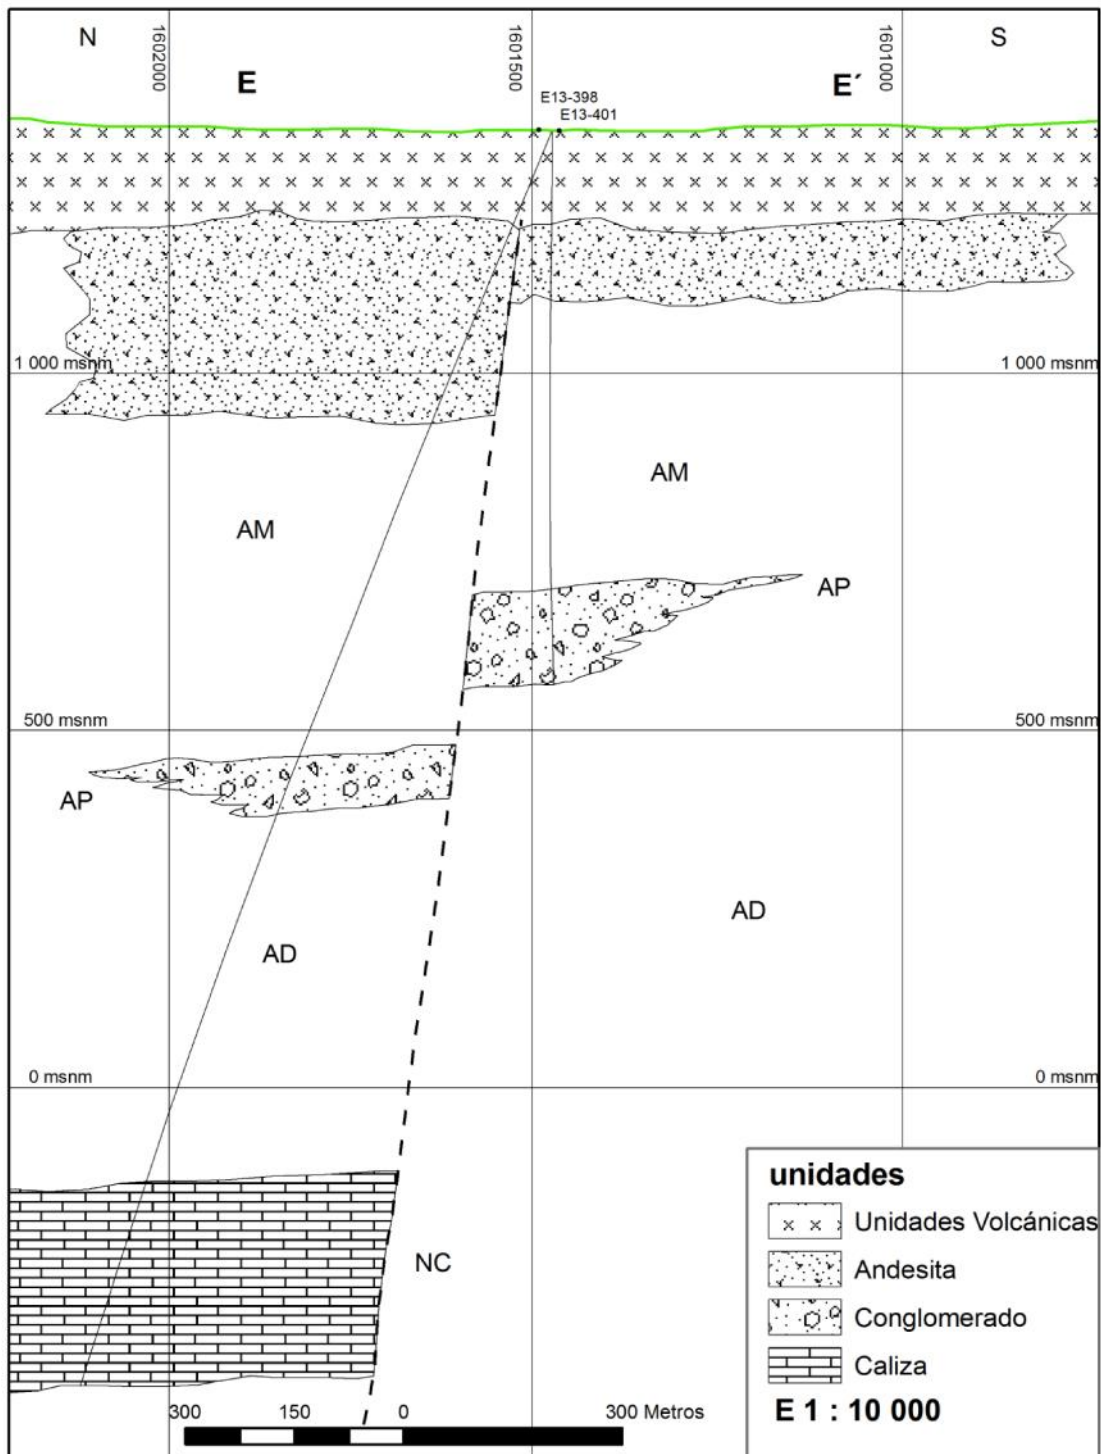 N
1602000
1601500
1601000
S
E
E´
E13-398
E13-401
1 000 msnm
1 000 msnm
AM
AM
AP
500 msnm
500 msnm
AP
AD
AD
0 msnm
0 msnm
NC
unidades
Unidades Volcánicas
Andesita
Conglomerado
Caliza
E 1 : 10 000
300 150 0 300 Metros